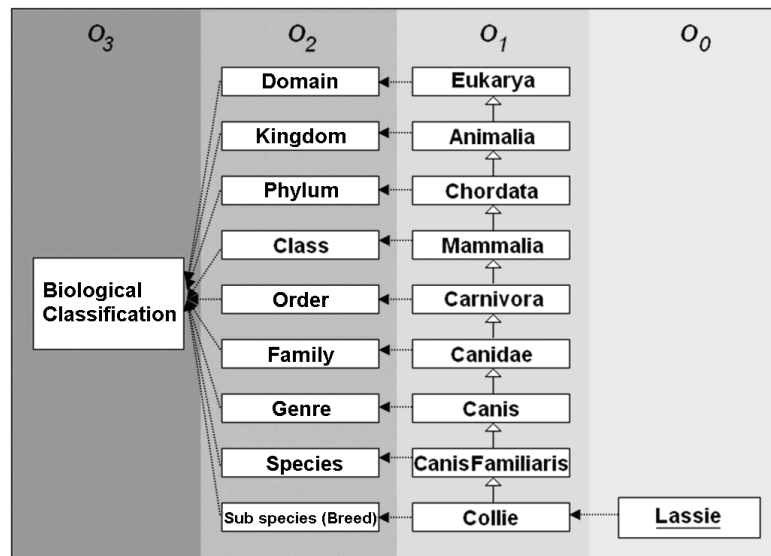 O3 O2 O1 O0
Domain Eukarya
Kingdom Animalia
Phylum Chordata
Class Mammalia
Biological
Classification
Order Carnivora
Family Canidae
Genre Canis
Species CanisFamiliaris
Sub species (Breed) Collie Lassie